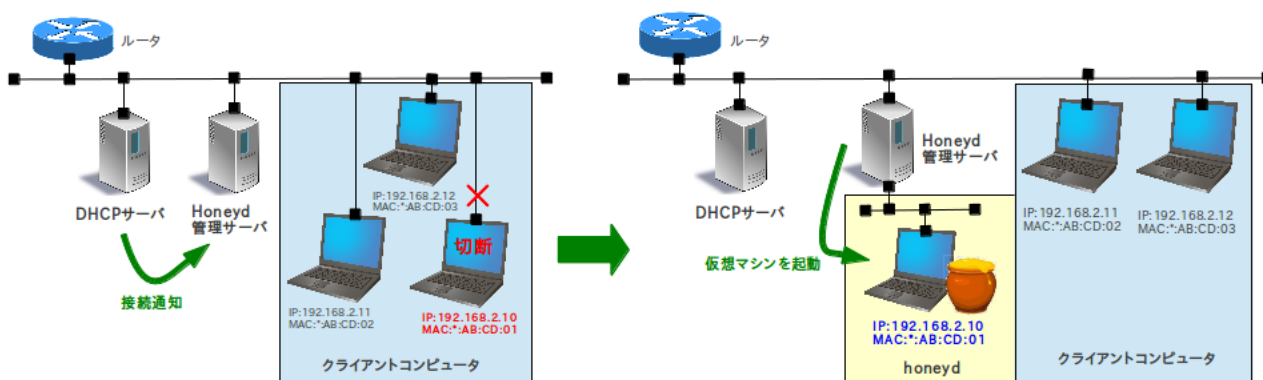 ルータ
DHCPサーバ
Honeyd
管理サーバ
接続通知
IP:192.168.2.12
MAC:*:AB:CD:03
切断
IP:192.168.2.11
MAC:*:AB:CD:02
IP:192.168.2.10
MAC:*:AB:CD:01
クライアントコンピュータ
ルータ
DHCPサーバ
Honeyd
管理サーバ
仮想マシンを起動
IP:192.168.2.10
MAC:*:AB:CD:01
honeyd
IP:192.168.2.11
MAC:*:AB:CD:02
IP:192.168.2.12
MAC:*:AB:CD:03
クライアントコンピュータ